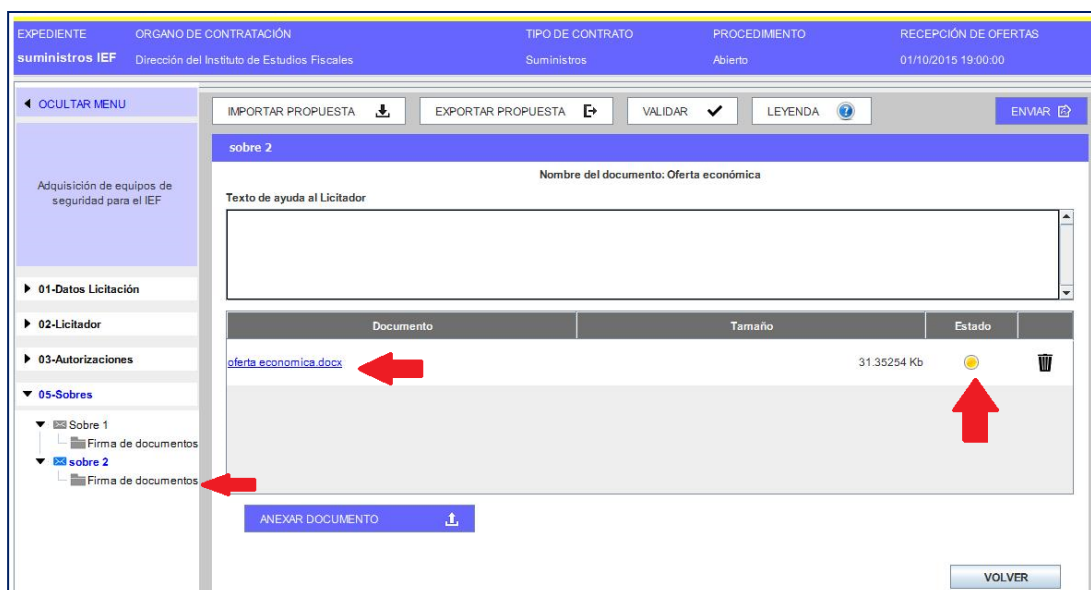 EXPEDIENTE ORGANO DE CONTRATACIÓN TIPO DE CONTRATO PROCEDIMIENTO RECEPCIÓN DE OFERTAS
suministros IEF Dirección del Instituto de Estudios Fiscales Suministros Abierto 01/10/2015 19:00:00
OCULTAR MENU
IMPORTAR PROPUESTA EXPORTAR PROPUESTA VALIDAR LEYENDA ? ENVIAR
sobre 2
Adquisición de equipos de
seguridad para el IEF
Nombre del documento: Oferta económica
Texto de ayuda al Licitador
01-Datos Licitación
02-Licitador
03-Autorizaciones
05-Sobres
Sobre 1
Firma de documentos
sobre 2
Firma de documentos
Documento Tamaño Estado
oferta economica.docx 31.35254 Kb
ANEXAR DOCUMENTO
VOLVER